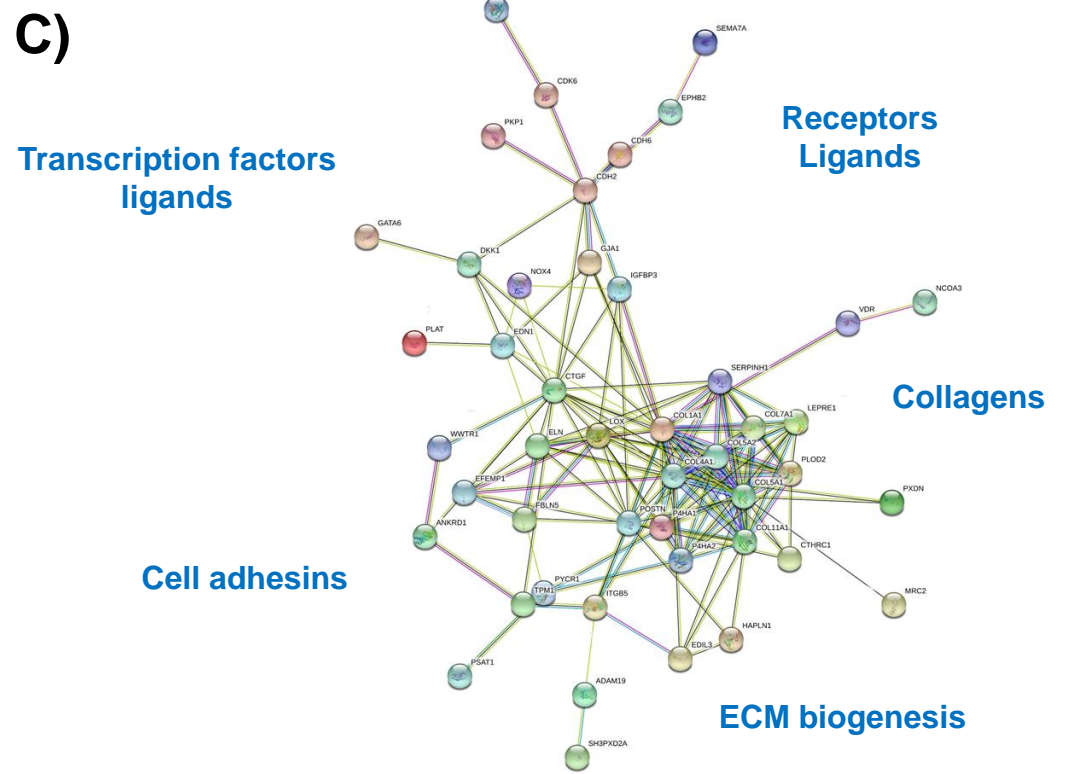 C)
SEMA7A
CDK6
EPHB2
Receptors
Ligands
PKP1
CDH6
Transcription factors
ligands
CDH2
GATA6
DKK1
GJA1
NOX4
IGFBP3
NCOA3
VDR
PLAT
EDN1
SERPINH1
CTGF
Collagens
LEPRE1
COL7A1
COL1A1
LOX
WWTR1
ELN
COL5A2
PLOD2
COL4A1
EFEMP1
COL5A1
PXDN
FBLN5
POSTN
P4HA1
ANKRD1
COL11A1
P4HA2
CTHRC1
Cell adhesins
PYCR1
TPM1
ITGB5
MRC2
HAPLN1
EDIL3
PSAT1
ADAM19
ECM biogenesis
SH3PXD2A